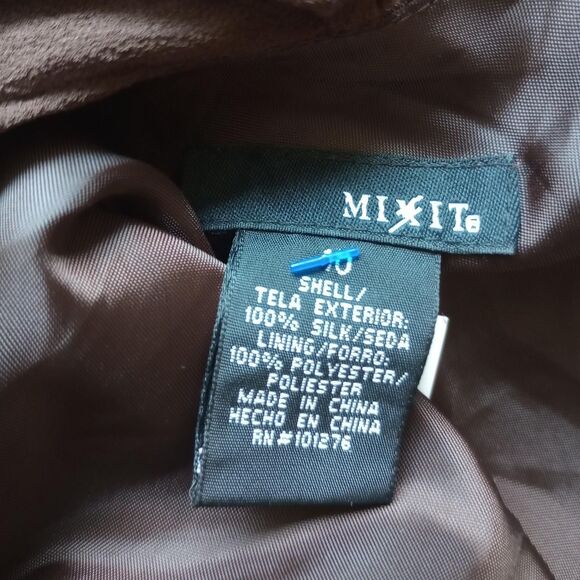 MIXIT
10
SHELL/
TELA EXTERIOR:
100% SILK/SEDA
LINING/FORRO:
100% POLYESTER/
POLIESTER
MADE IN CHINA
HECHO EN CHINA
RN#101276